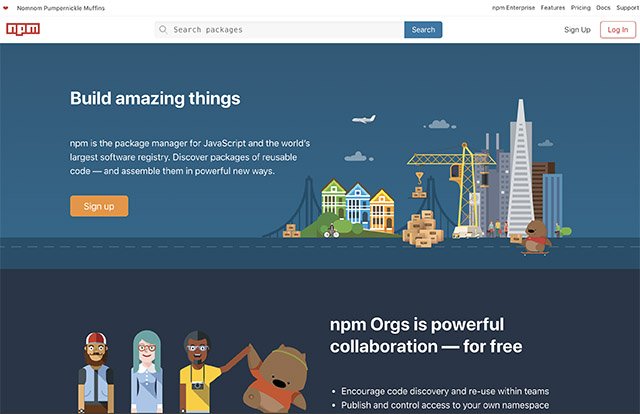 Nomnom Pumpernickle Muffins
npm Enterprise Features Pricing Docs Support
npm
Search packages
Search
Sign Up
Log In
Build amazing things
npm is the package manager for JavaScript and the world's
largest software registry. Discover packages of reusable
code — and assemble them in powerful new ways.
Sign up
npm Orgs is powerful
collaboration — for free
• Encourage code discovery and re-use within teams
• Publish and control access to your own namespace